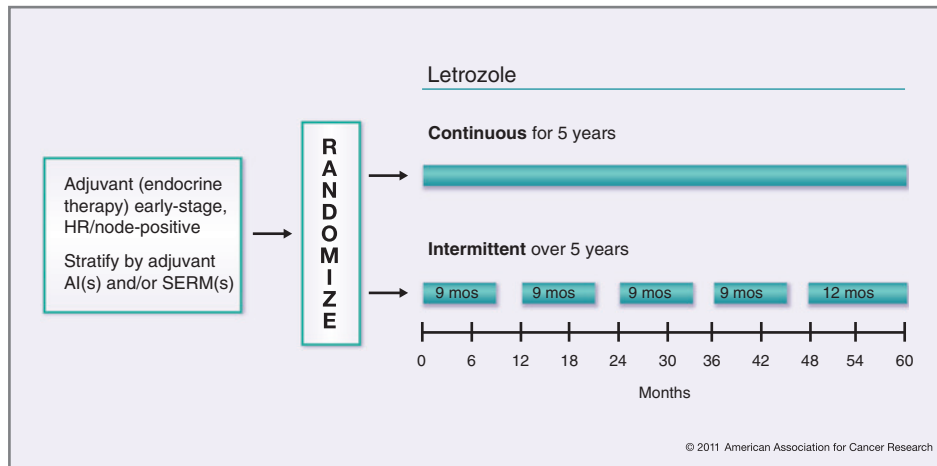 Letrozole
Continuous for 5 years
Adjuvant (endocrine
therapy) early-stage,
HR/node-positive
Stratify by adjuvant
AI(s) and/or SERM(s)
RANDOMIZE
Intermittent over 5 years
9 mos 9 mos 9 mos 9 mos 12 mos
0 6 12 18 24 30 36 42 48 54 60
Months
© 2011 American Association for Cancer Research